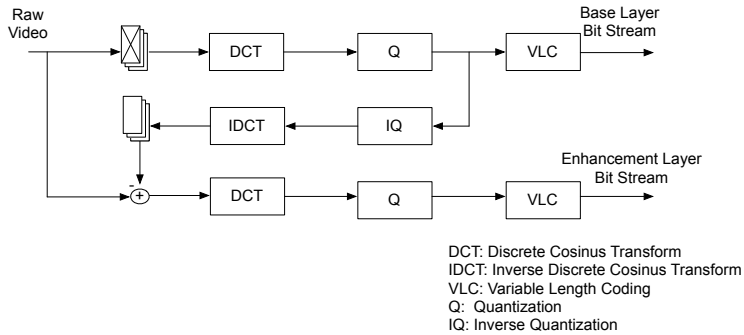 Raw
Video
DCT
Q
VLC
Base Layer
Bit Stream
IDCT
IQ
-
+
DCT
Q
VLC
Enhancement Layer
Bit Stream
DCT: Discrete Cosinus Transform
IDCT: Inverse Discrete Cosinus Transform
VLC: Variable Length Coding
Q: Quantization
IQ: Inverse Quantization